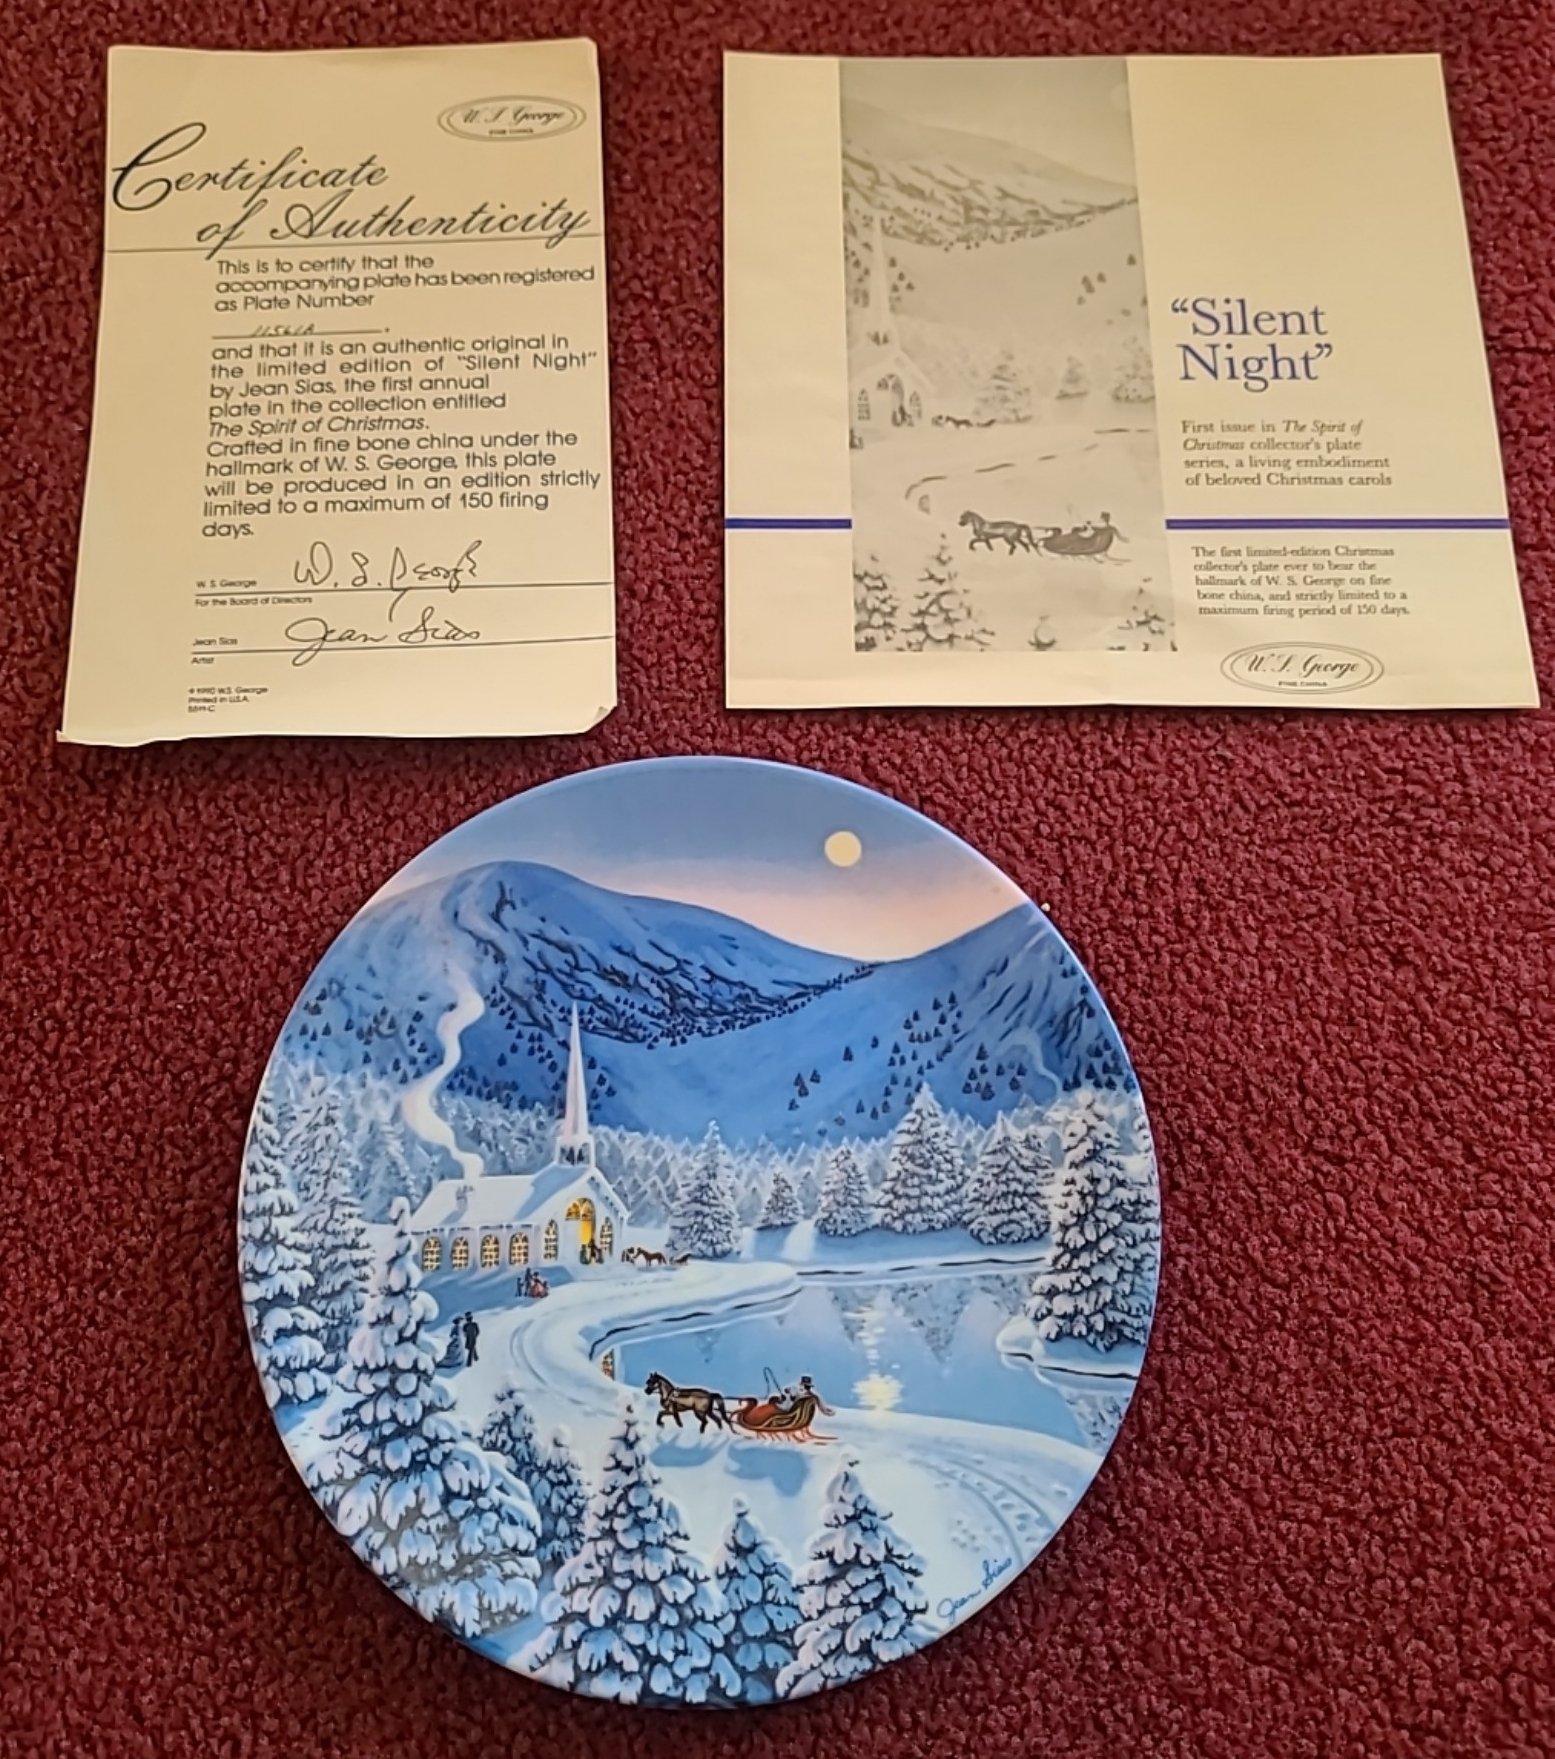 W. S. George
FINE CHINA
Certificate
of Authenticity
This is to certify that the
accompanying plate has been registered
as Plate Number
11561A.
and that it is an authentic original in
the limited edition of "Silent Night"
by Jean Sias, the first annual
plate in the collection entitled
The Spirit of Christmas.
Crafted in fine bone china under the
hallmark of W. S. George, this plate
will be produced in an edition strictly
limited to a maximum of 150 firing
days.
W. S. George
W. S. George
For the Board of Directors
Jean Sias
Jean Sias
Artist
© 1990 W.S. George
Printed in U.S.A.
“Silent
Night”
First issue in The Spirit of
Christmas collector's plate
series, a living embodiment
of beloved Christmas carols
The first limited-edition Christmas
collector's plate ever to bear the
hallmark of W. S. George on fine
bone china, and strictly limited to a
maximum firing period of 150 days.
W. S. George
FINE CHINA
Jean Sias